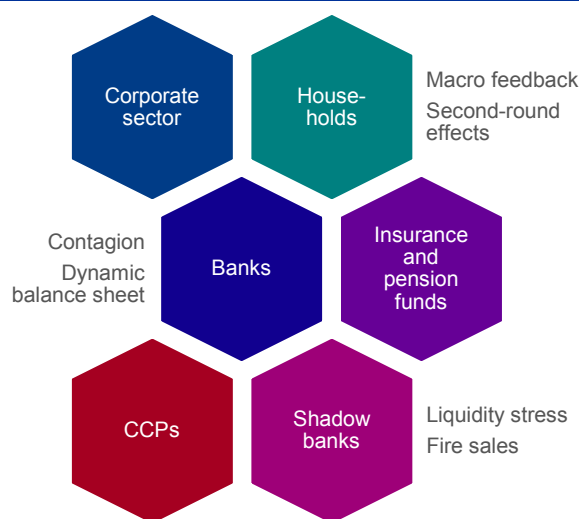 Corporate
sector
House-
holds
Macro feedback
Second-round
effects
Contagion
Dynamic
balance sheet
Banks
Insurance
and
pension
funds
CCPs
Shadow
banks
Liquidity stress
Fire sales